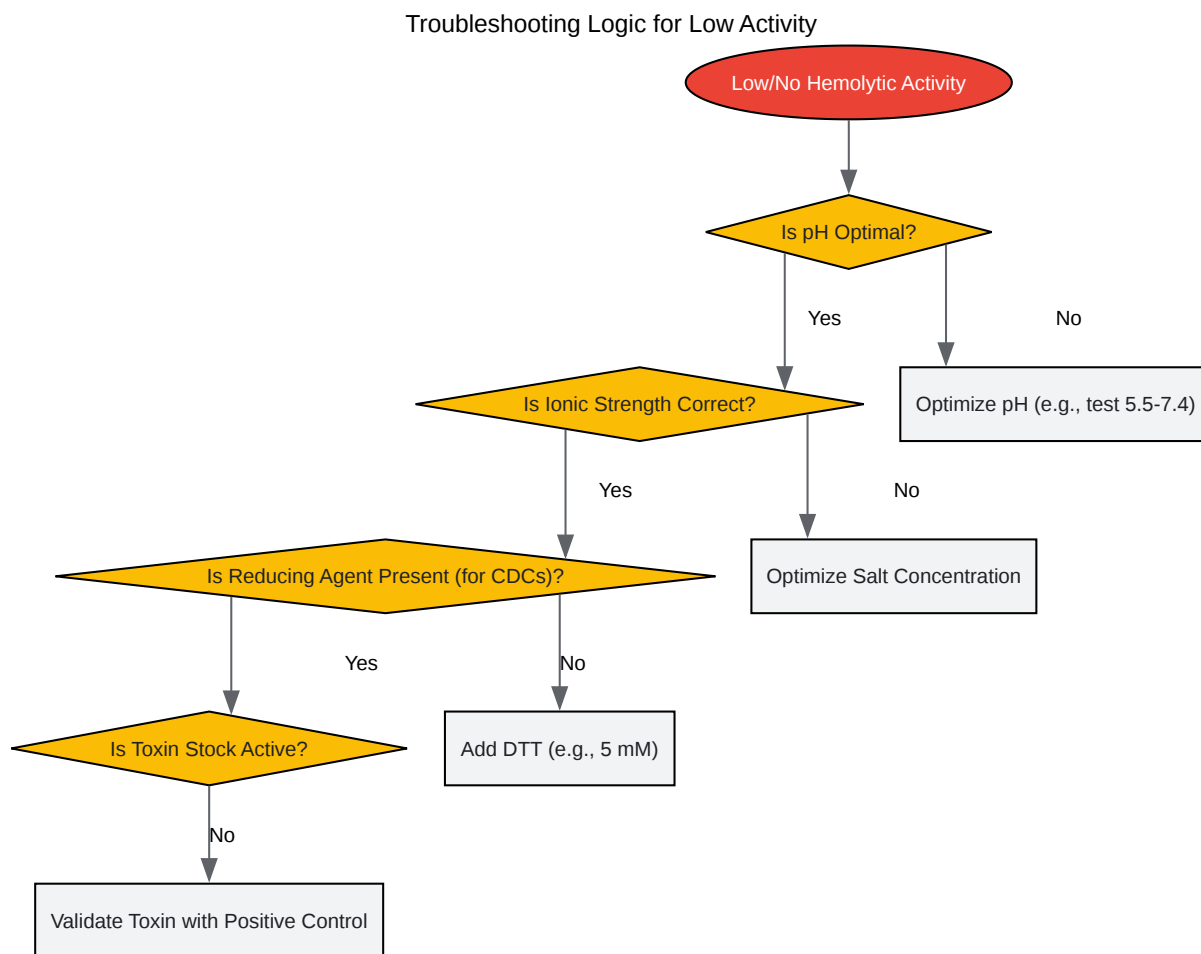 Troubleshooting Logic for Low Activity
Low/No Hemolytic Activity
Is pH Optimal?
Yes
No
Is Ionic Strength Correct?
Optimize pH (e.g., test 5.5-7.4)
Yes
No
Is Reducing Agent Present (for CDCs)?
Optimize Salt Concentration
Yes
No
Is Toxin Stock Active?
Add DTT (e.g., 5 mM)
No
Validate Toxin with Positive Control